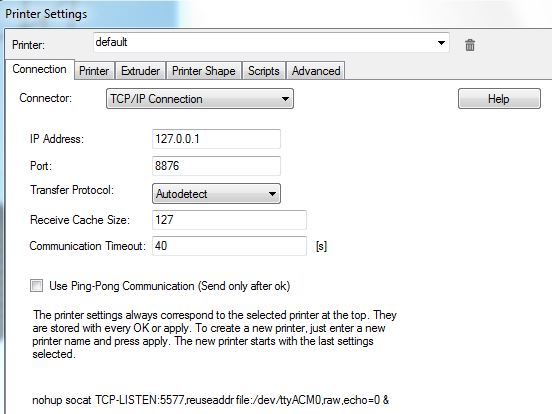 Printer Settings
Printer: default
Connection Printer Extruder Printer Shape Scripts Advanced
Connector: TCP/IP Connection Help
IP Address: 127.0.0.1
Port: 8876
Transfer Protocol: Autodetect
Receive Cache Size: 127
Communication Timeout: 40 [s]
Use Ping-Pong Communication (Send only after ok)
The printer settings always correspond to the selected printer at the top. They
are stored with every OK or apply. To create a new printer, just enter a new
printer name and press apply. The new printer starts with the last settings
selected.
nohup socat TCP-LISTEN:5577,reuseaddr file:/dev/ttyACM0,raw,echo=0 &